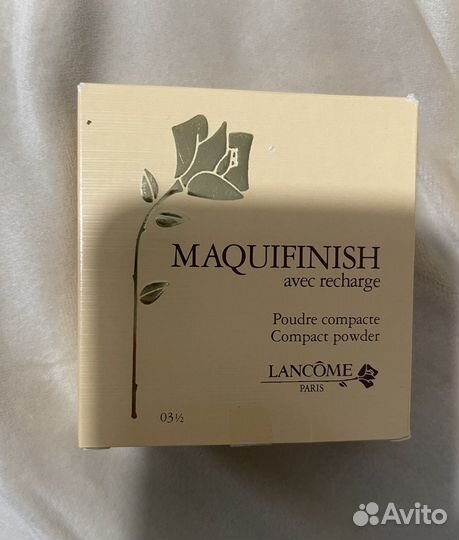 MAQUIFINISH
avec recharge
Poudre compacte
Compact powder
LANCÔME
PARIS
03½
Avito